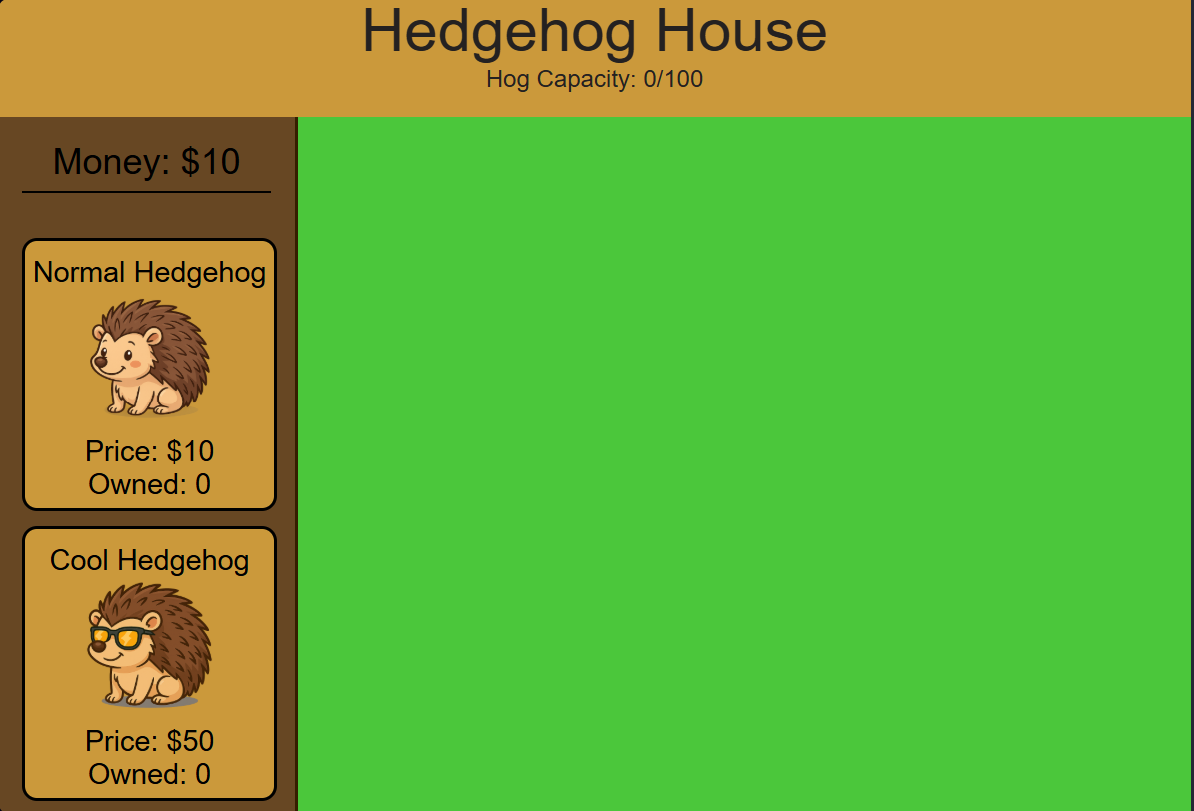 Hedgehog House
Hog Capacity: 0/100
Money: $10
Normal Hedgehog
Price: $10
Owned: 0
Cool Hedgehog
Price: $50
Owned: 0